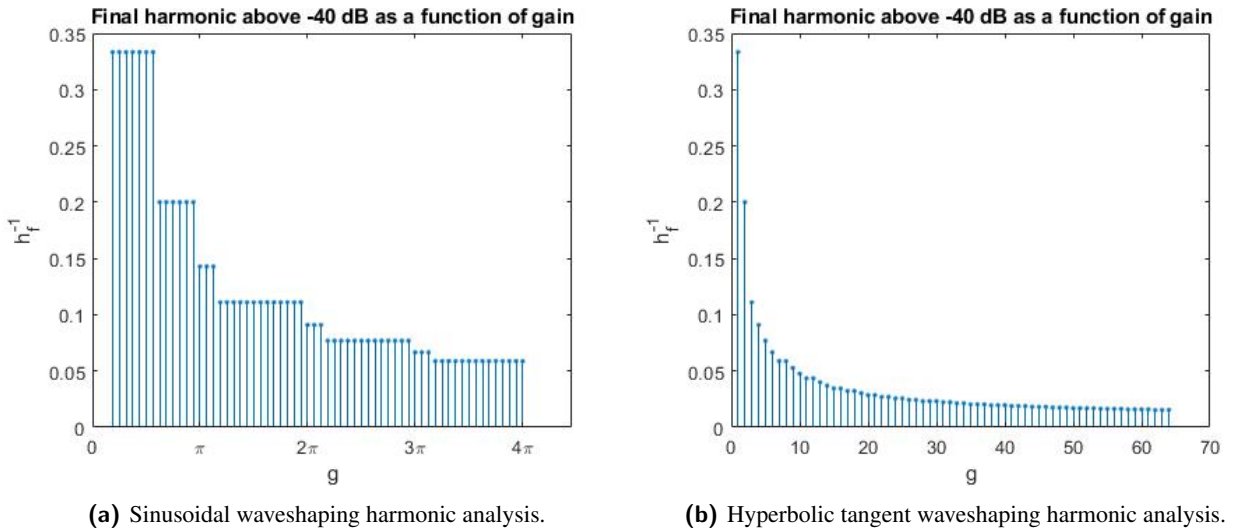 Final harmonic above -40 dB as a function of gain
0.35
0.3
0.25
0.2
0.15
0.1
0.05
0
h_f^-1
0 π 2π 3π 4π
g
(a) Sinusoidal waveshaping harmonic analysis.
Final harmonic above -40 dB as a function of gain
0.35
0.3
0.25
0.2
0.15
0.1
0.05
0
h_f^-1
0 10 20 30 40 50 60 70
g
(b) Hyperbolic tangent waveshaping harmonic analysis.